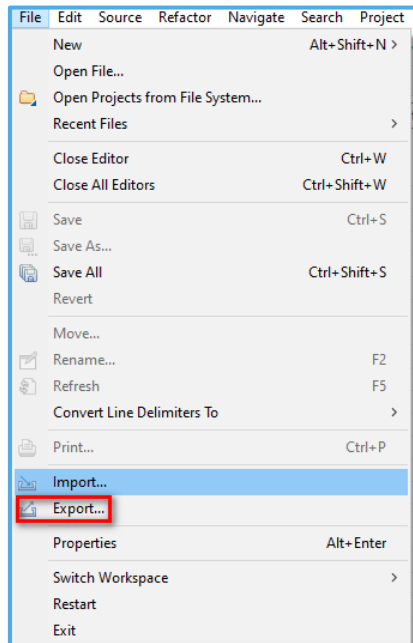 File Edit Source Refactor Navigate Search Project
New Alt+Shift+N >
Open File...
Open Projects from File System...
Recent Files >
Close Editor Ctrl+W
Close All Editors Ctrl+Shift+W
Save Ctrl+S
Save As...
Save All Ctrl+Shift+S
Revert
Move...
Rename... F2
Refresh F5
Convert Line Delimiters To >
Print... Ctrl+P
Import...
Export...
Properties Alt+Enter
Switch Workspace >
Restart
Exit